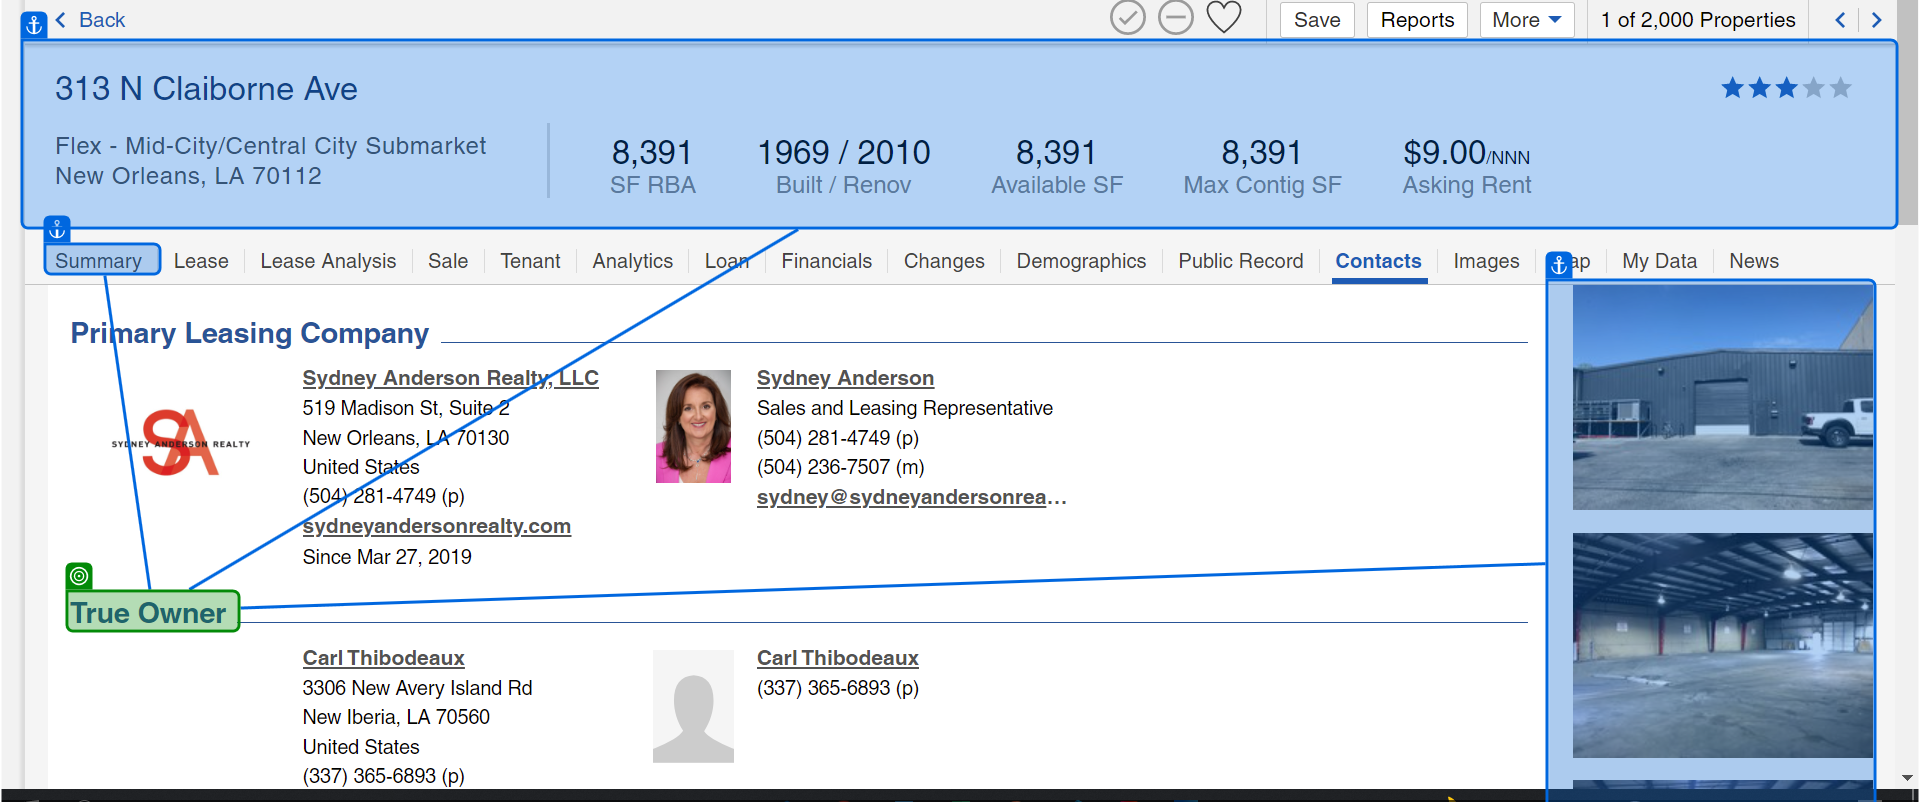 Back
Save
Reports
More
1 of 2,000 Properties
313 N Claiborne Ave
Flex - Mid-City/Central City Submarket
New Orleans, LA 70112
8,391
SF RBA
1969 / 2010
Built / Renov
8,391
Available SF
8,391
Max Contig SF
$9.00/NNN
Asking Rent
Summary
Lease
Lease Analysis
Sale
Tenant
Analytics
Loan
Financials
Changes
Demographics
Public Record
Contacts
Images
ap
My Data
News
Primary Leasing Company
SA
SYDNEY ANDERSON REALTY
Sydney Anderson Realty, LLC
519 Madison St, Suite 2
New Orleans, LA 70130
United States
(504) 281-4749 (p)
sydneyandersonrealty.com
Since Mar 27, 2019
Sydney Anderson
Sales and Leasing Representative
(504) 281-4749 (p)
(504) 236-7507 (m)
sydney@sydneyandersonrea...
True Owner
Carl Thibodeaux
3306 New Avery Island Rd
New Iberia, LA 70560
United States
(337) 365-6893 (p)
Carl Thibodeaux
(337) 365-6893 (p)